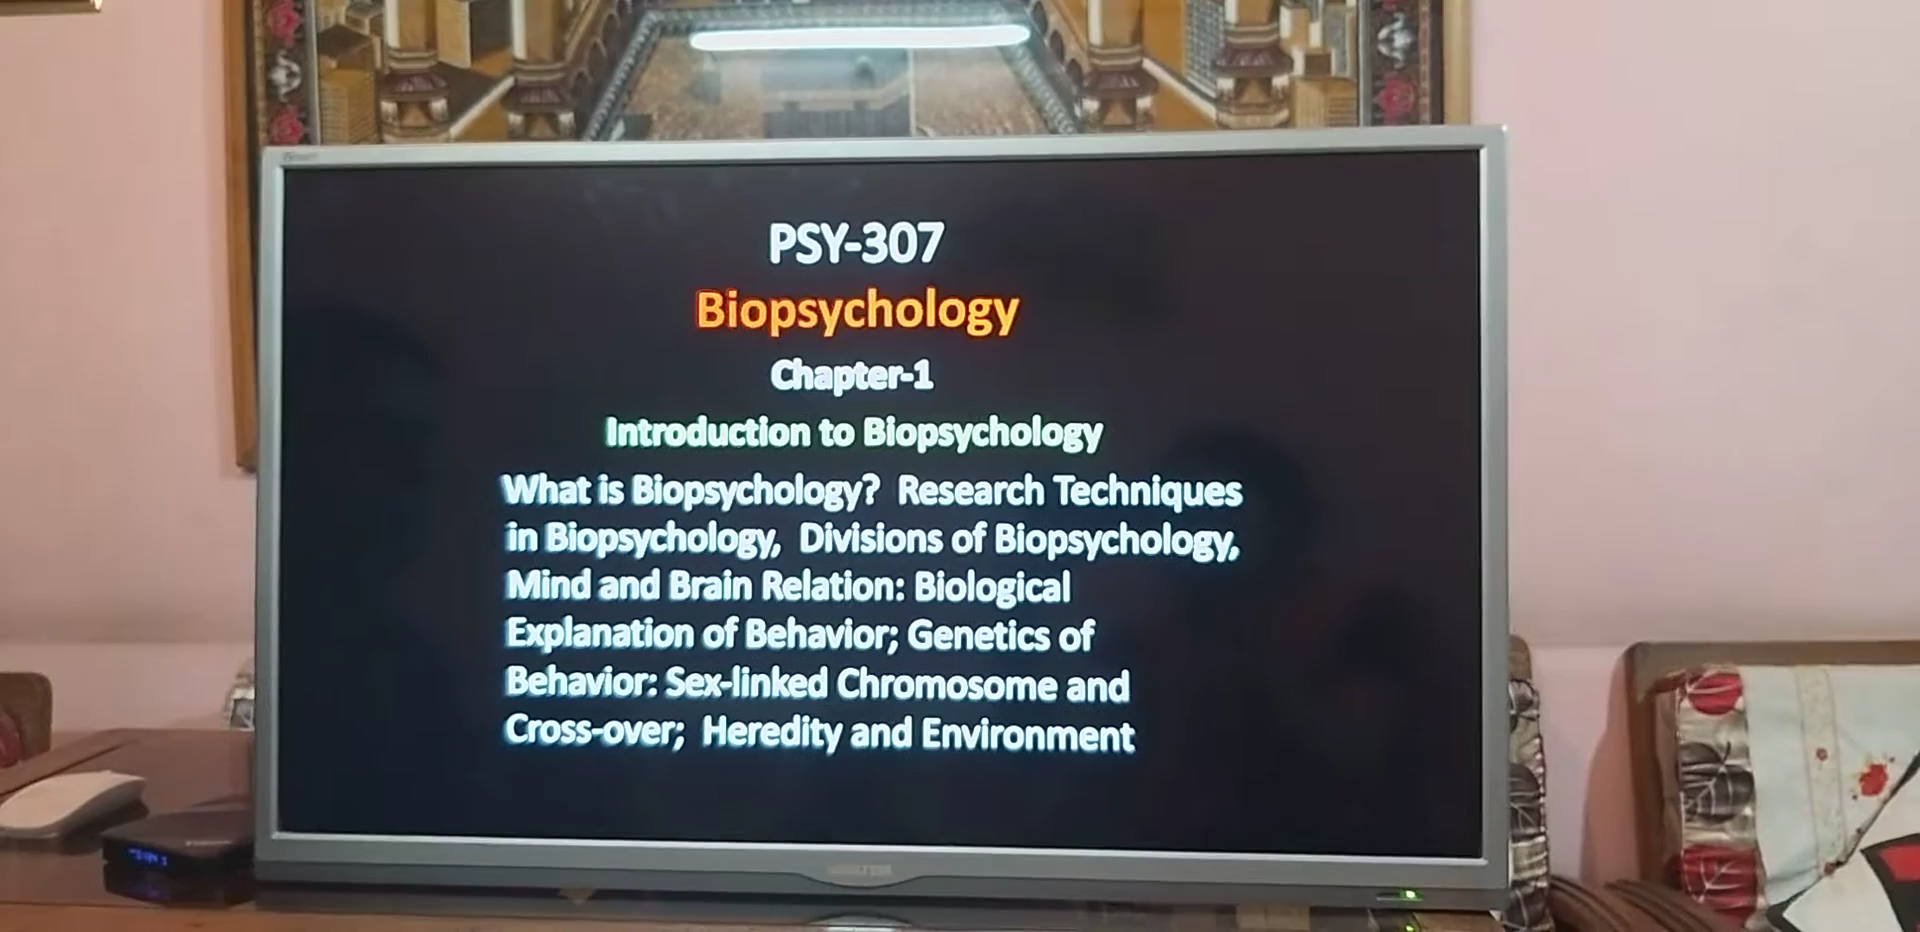 PSY-307
Biopsychology
Chapter-1
Introduction to Biopsychology
What is Biopsychology? Research Techniques
in Biopsychology, Divisions of Biopsychology,
Mind and Brain Relation: Biological
Explanation of Behavior; Genetics of
Behavior: Sex-linked Chromosome and
Cross-over; Heredity and Environment